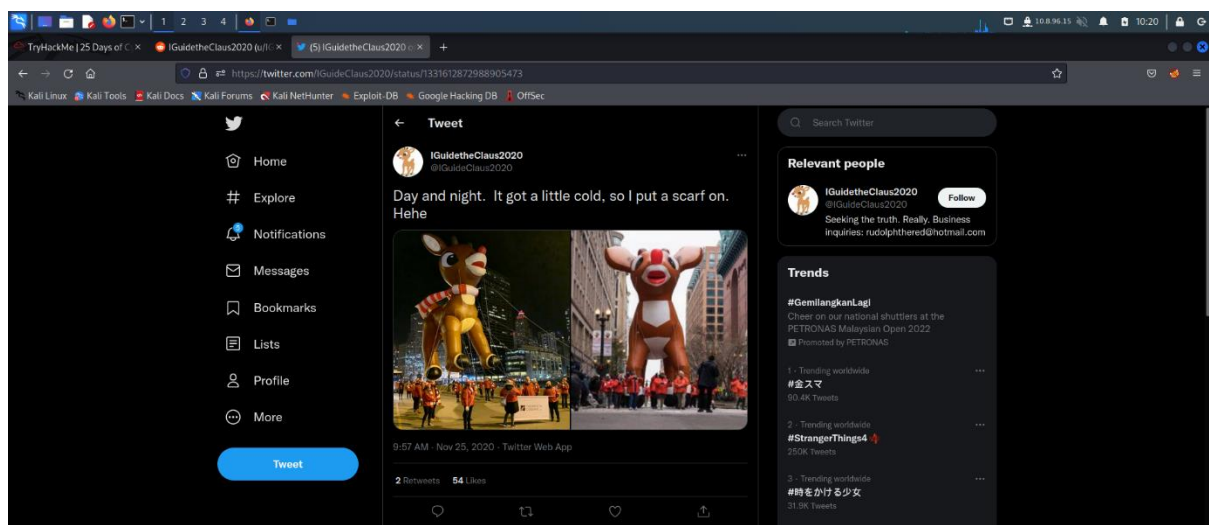 1 2 3 4
10.8.96.15
10:20
TryHackMe | 25 Days of C
IGuidetheClaus2020 (u/I
(5) IGuidetheClaus2020 o
https://twitter.com/IGuideClaus2020/status/1331612872988905473
Kali Linux Kali Tools Kali Docs Kali Forums Kali NetHunter Exploit-DB Google Hacking DB OffSec
Home
Explore
Notifications
Messages
Bookmarks
Lists
Profile
More
Tweet
Tweet
IGuidetheClaus2020
@IGuideClaus2020
Day and night. It got a little cold, so I put a scarf on.
Hehe
9:57 AM · Nov 25, 2020 · Twitter Web App
2 Retweets 54 Likes
Search Twitter
Relevant people
IGuidetheClaus2020
@IGuideClaus2020
Follow
Seeking the truth. Really. Business
inquiries: rudolphthered@hotmail.com
Trends
#GemilangkanLagi
Cheer on our national shuttlers at the
PETRONAS Malaysian Open 2022
Promoted by PETRONAS
1 · Trending worldwide
#金スマ
90.4K Tweets
2 · Trending worldwide
#StrangerThings4
250K Tweets
3 · Trending worldwide
#時をかける少女
31.9K Tweets